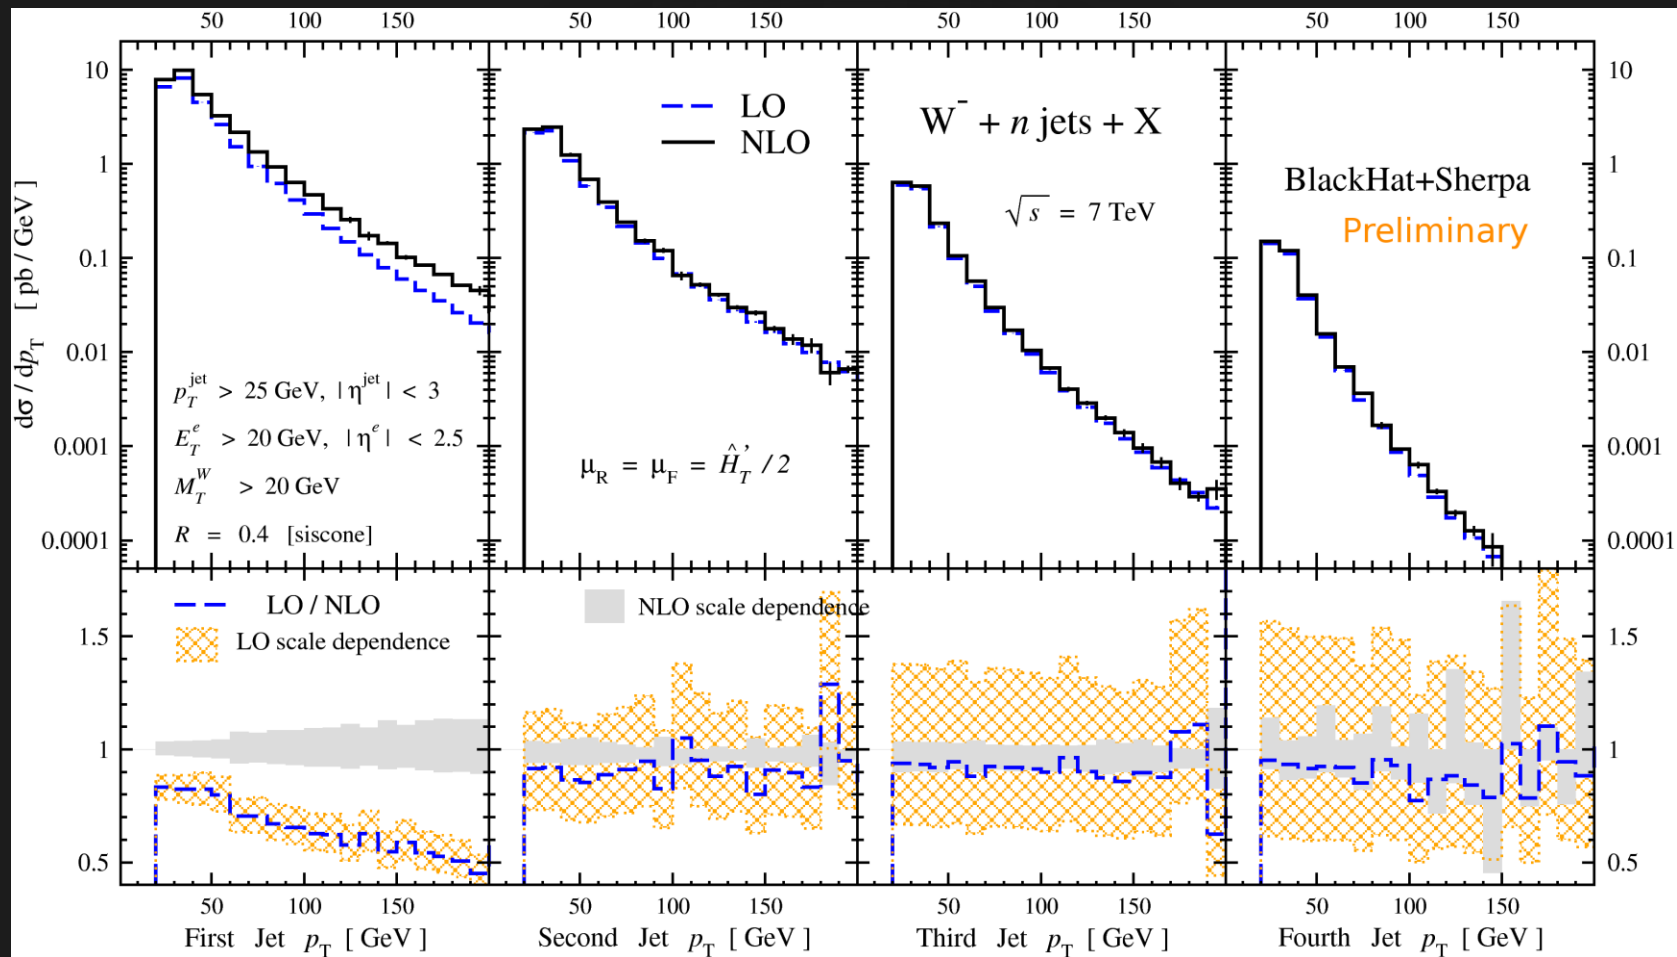 50 100 150 50 100 150 50 100 150 50 100 150
10
1
0.1
0.01
0.001
0.0001
dσ / dp_T [ pb / GeV ]
p_T^jet > 25 GeV, | η^jet | < 3
E_T^e > 20 GeV, | η^e | < 2.5
M_T^W > 20 GeV
R = 0.4 [siscone]
LO
NLO
μ_R = μ_F = Ĥ_T' / 2
W^- + n jets + X
√s = 7 TeV
BlackHat+Sherpa
Preliminary
10
1
0.1
0.01
0.001
0.0001
1.5
1
0.5
LO / NLO
LO scale dependence
NLO scale dependence
1.5
1
0.5
50 100 150 50 100 150 50 100 150 50 100 150
First Jet p_T [ GeV ]
Second Jet p_T [ GeV ]
Third Jet p_T [ GeV ]
Fourth Jet p_T [ GeV ]